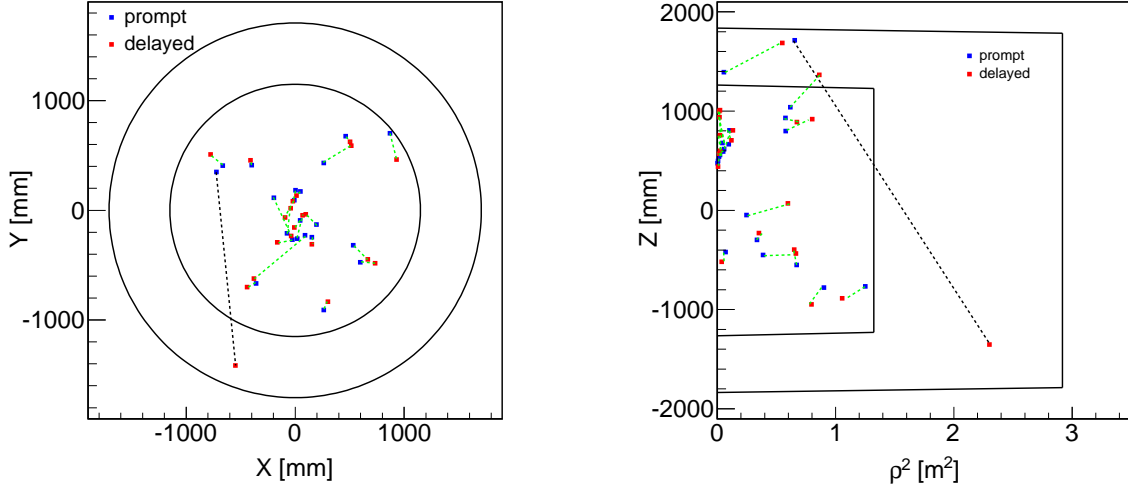 prompt
delayed
1000
0
-1000
Y [mm]
-1000 0 1000
X [mm]
2000
1000
0
-1000
-2000
Z [mm]
prompt
delayed
0 1 2 3
ρ² [m²]